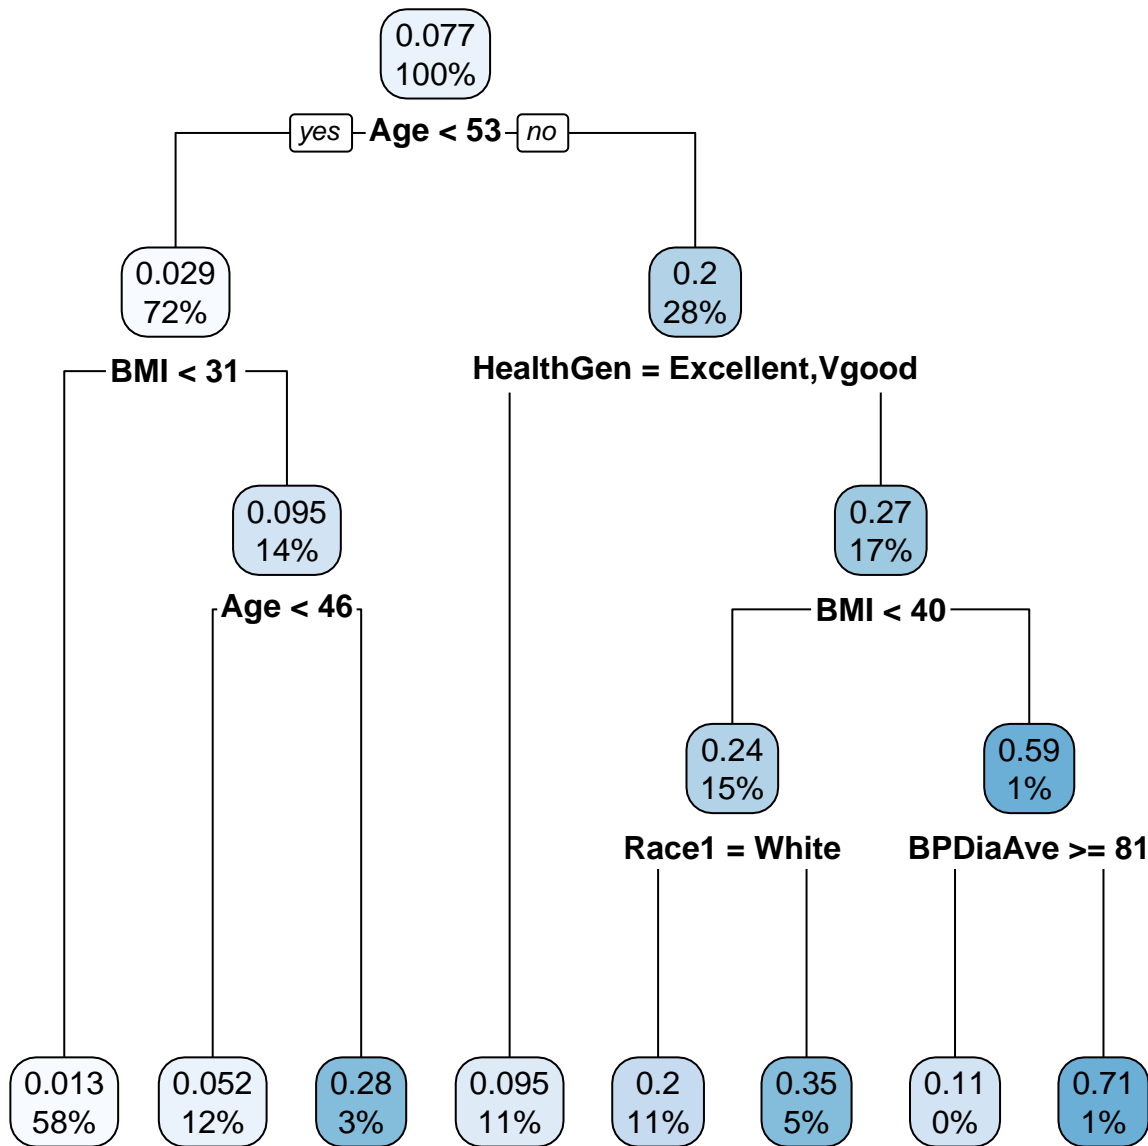 0.077
100%
yes Age < 53 no
0.029 0.2
72% 28%
BMI < 31 HealthGen = Excellent,Vgood
0.095 0.27
14% 17%
Age < 46 BMI < 40
0.24 0.59
15% 1%
Race1 = White BPDiaAve >= 81
0.013 0.052 0.28 0.095 0.2 0.35 0.11 0.71
58% 12% 3% 11% 11% 5% 0% 1%